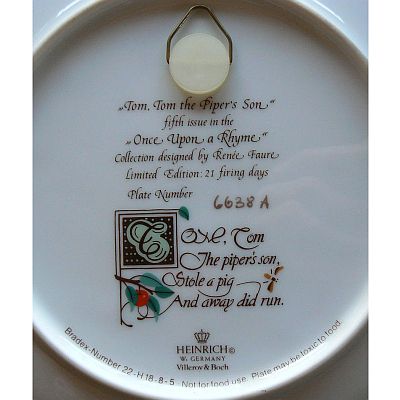 „Tom, Tom the Piper's Son“
fifth issue in the
„Once Upon a Rhyme“
Collection designed by Renée Faure
Limited Edition: 21 firing days
Plate Number 6638 A
TOM, Tom
The piper's son,
Stole a pig
And away did run.
HEINRICH©
W. GERMANY
Villeroy & Boch
Bradex-Number 22-H18-8-5 Not for food use. Plate may be toxic to food.